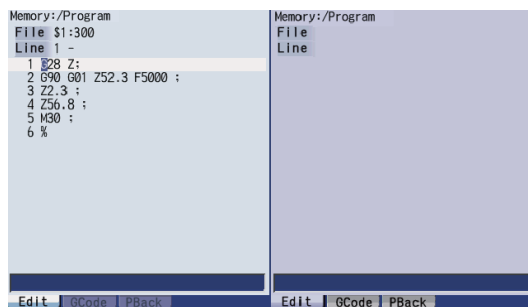 Memory:/Program
File $1:300
Line 1 -
1 G28 Z;
2 G90 G01 Z52.3 F5000 ;
3 Z2.3 ;
4 Z56.8 ;
5 M30 ;
6 %
Edit GCode PBack
Memory:/Program
File
Line
Edit GCode PBack